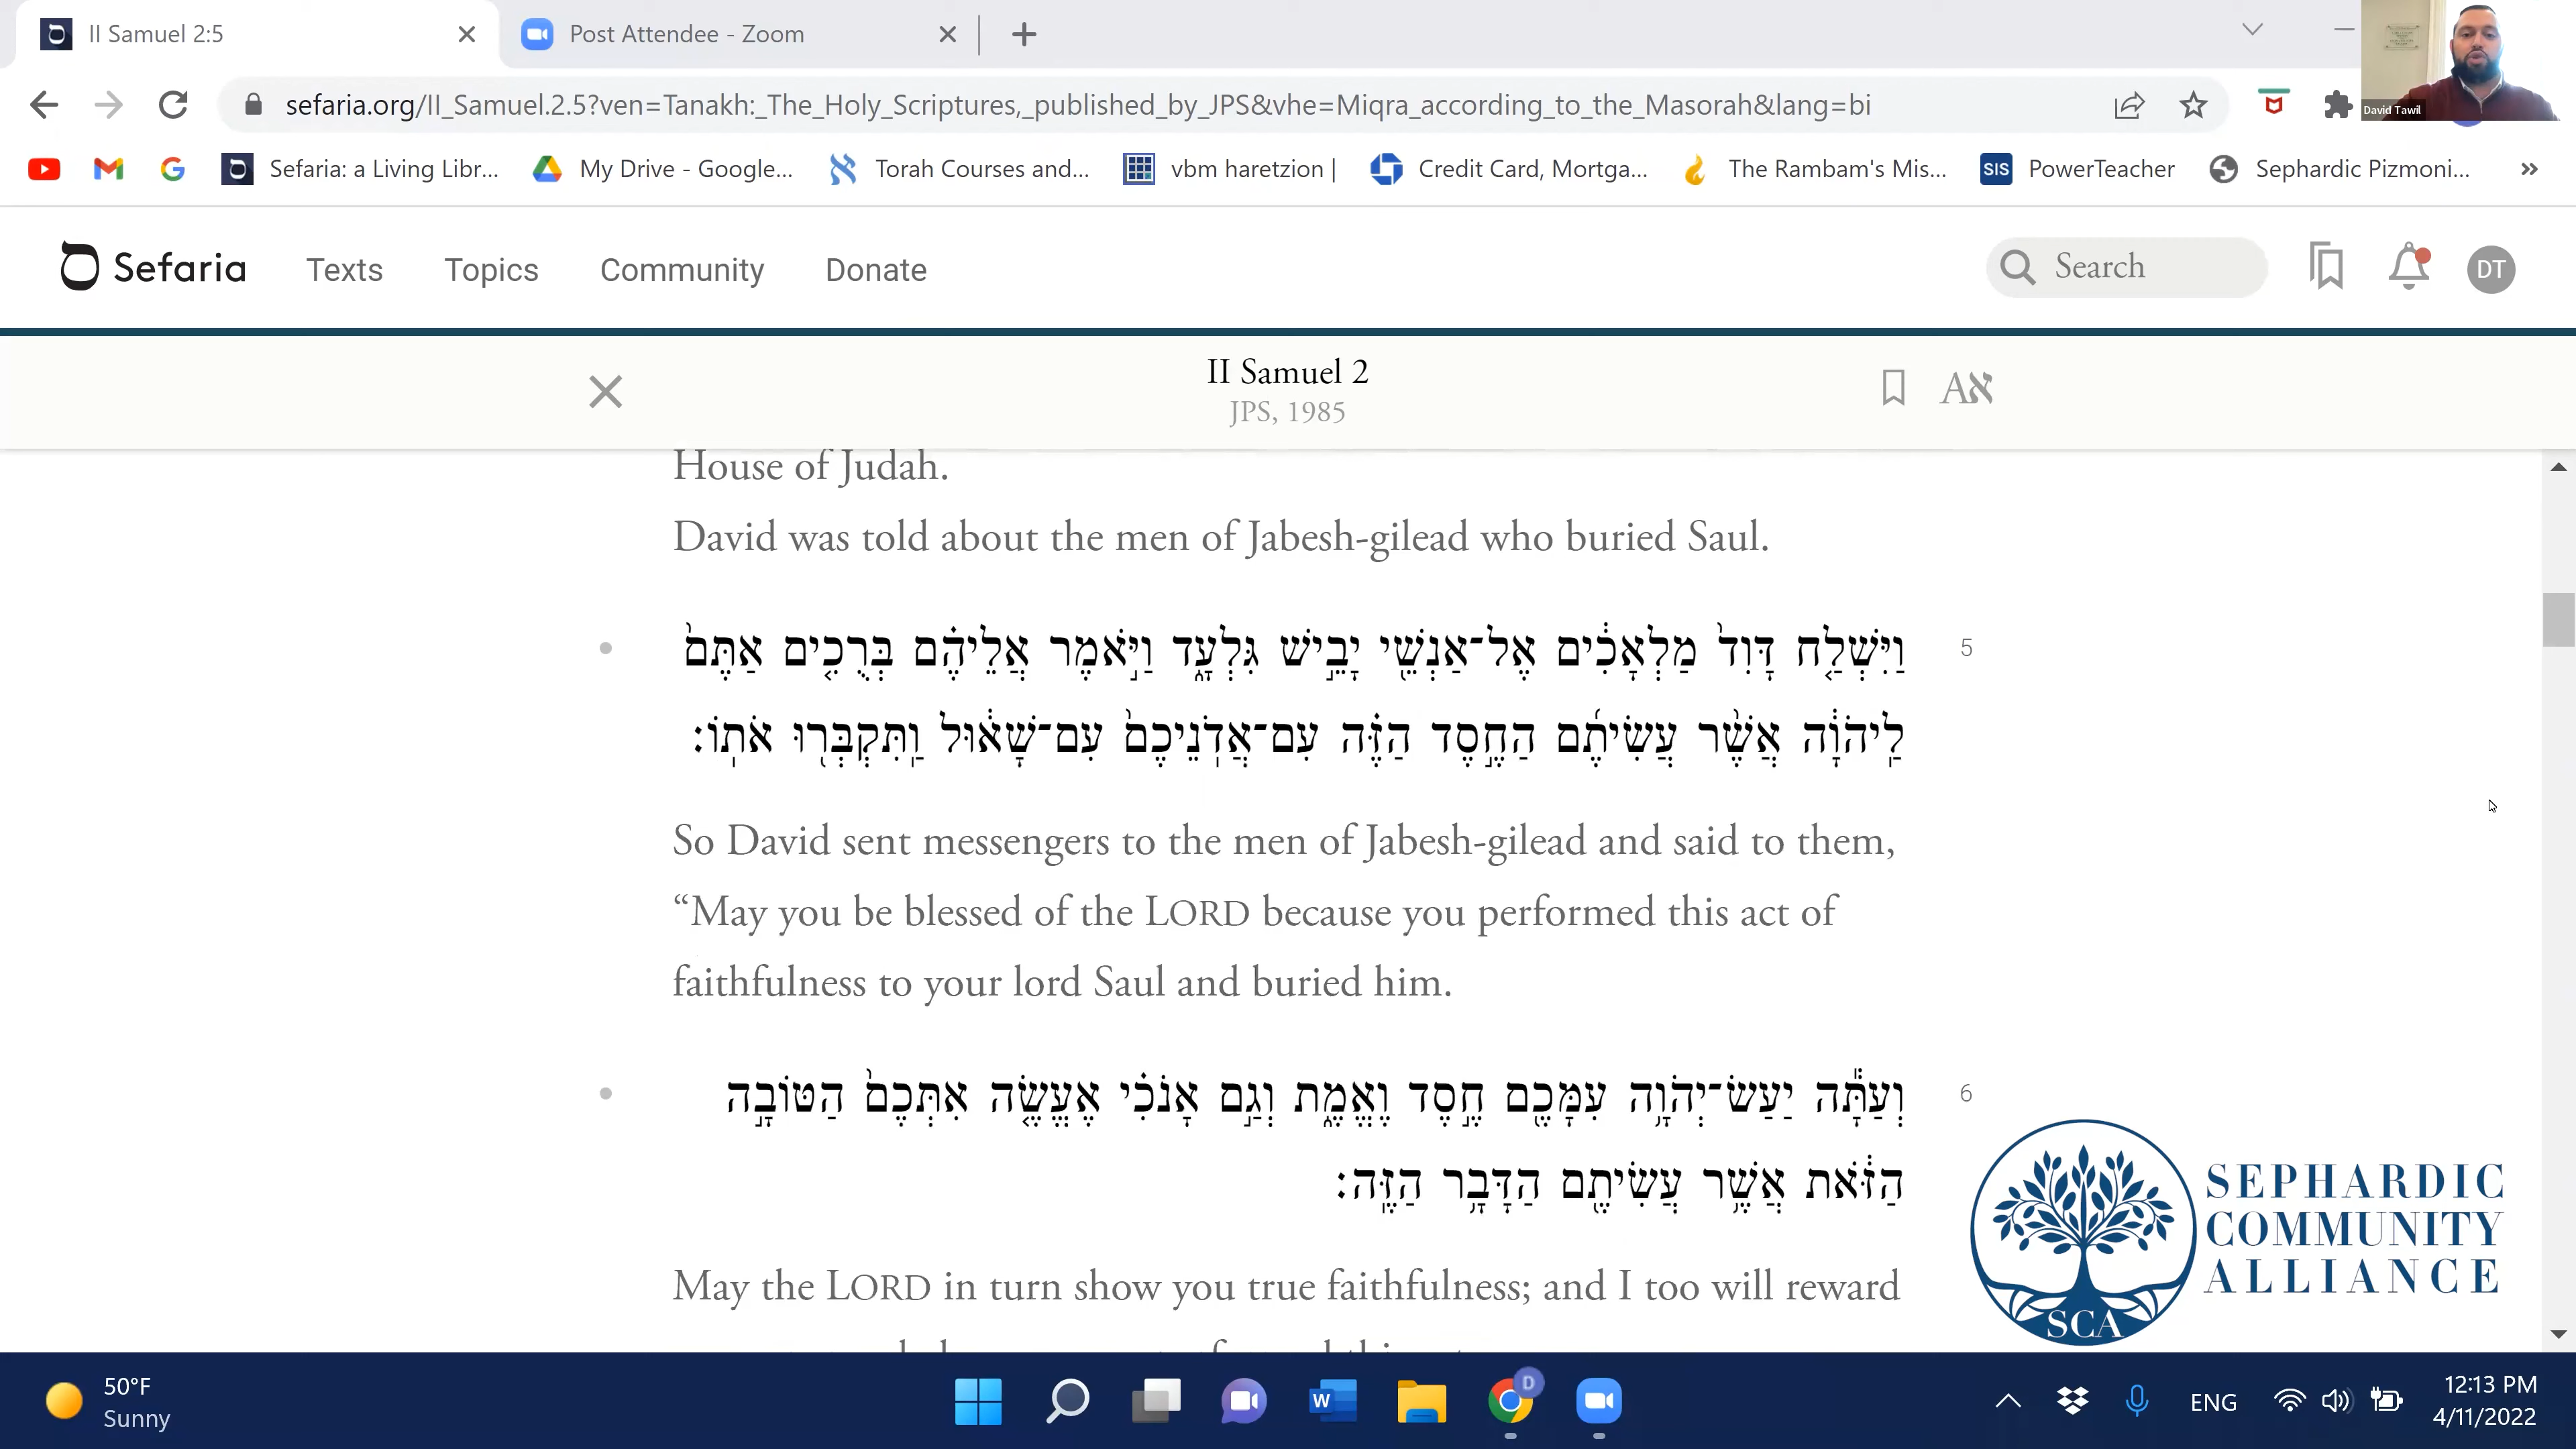 II Samuel 2:5
Post Attendee - Zoom
David Tawil
sefaria.org/II_Samuel.2.5?ven=Tanakh:_The_Holy_Scriptures,_published_by_JPS&vhe=Miqra_according_to_the_Masorah&lang=bi
Sefaria: a Living Libr... My Drive - Google... Torah Courses and... vbm haretzion | Credit Card, Mortga... The Rambam's Mis... SIS PowerTeacher Sephardic Pizmoni... »
Sefaria Texts Topics Community Donate Search DT
II Samuel 2
JPS, 1985
Aא
House of Judah.
David was told about the men of Jabesh-gilead who buried Saul.
5
וַיִּשְׁלַ֤ח דָּוִד֙ מַלְאָכִ֔ים אֶל־אַנְשֵׁ֖י יָבֵ֣ישׁ גִּלְעָ֑ד וַיֹּ֣אמֶר אֲלֵיהֶ֗ם בְּרֻכִ֤ים אַתֶּם֙
לַֽיהֹוָ֔ה אֲשֶׁ֨ר עֲשִׂיתֶ֜ם הַחֶ֣סֶד הַזֶּ֗ה עִם־אֲדֹֽנֵיכֶם֙ עִם־שָׁא֔וּל וַֽתִּקְבְּר֖וּ אֹתֽוֹ׃
So David sent messengers to the men of Jabesh-gilead and said to them,
“May you be blessed of the LORD because you performed this act of
faithfulness to your lord Saul and buried him.
6
וְעַתָּ֕ה יַעַשׂ־יְהֹוָ֥ה עִמָּכֶ֖ם חֶ֣סֶד וֶאֱמֶ֑ת וְגַ֣ם אָנֹכִ֗י אֶעֱשֶׂ֤ה אִתְּכֶם֙ הַטּוֹבָ֣ה
הַזֹּ֔את אֲשֶׁ֥ר עֲשִׂיתֶ֖ם הַדָּבָ֥ר הַזֶּֽה׃
May the LORD in turn show you true faithfulness; and I too will reward
SEPHARDIC
COMMUNITY
ALLIANCE
SCA
50°F
Sunny
D
W
ENG
12:13 PM
4/11/2022